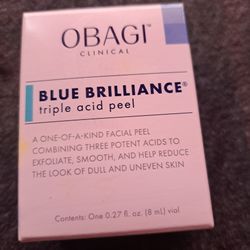 OBAGI™
CLINICAL
BLUE BRILLIANCE®
triple acid peel
A ONE-OF-A-KIND FACIAL PEEL
COMBINING THREE POTENT ACIDS TO
EXFOLIATE, SMOOTH, AND HELP REDUCE
THE LOOK OF DULL AND UNEVEN SKIN
Contents: One 0.27 fl. oz. (8 mL) vial